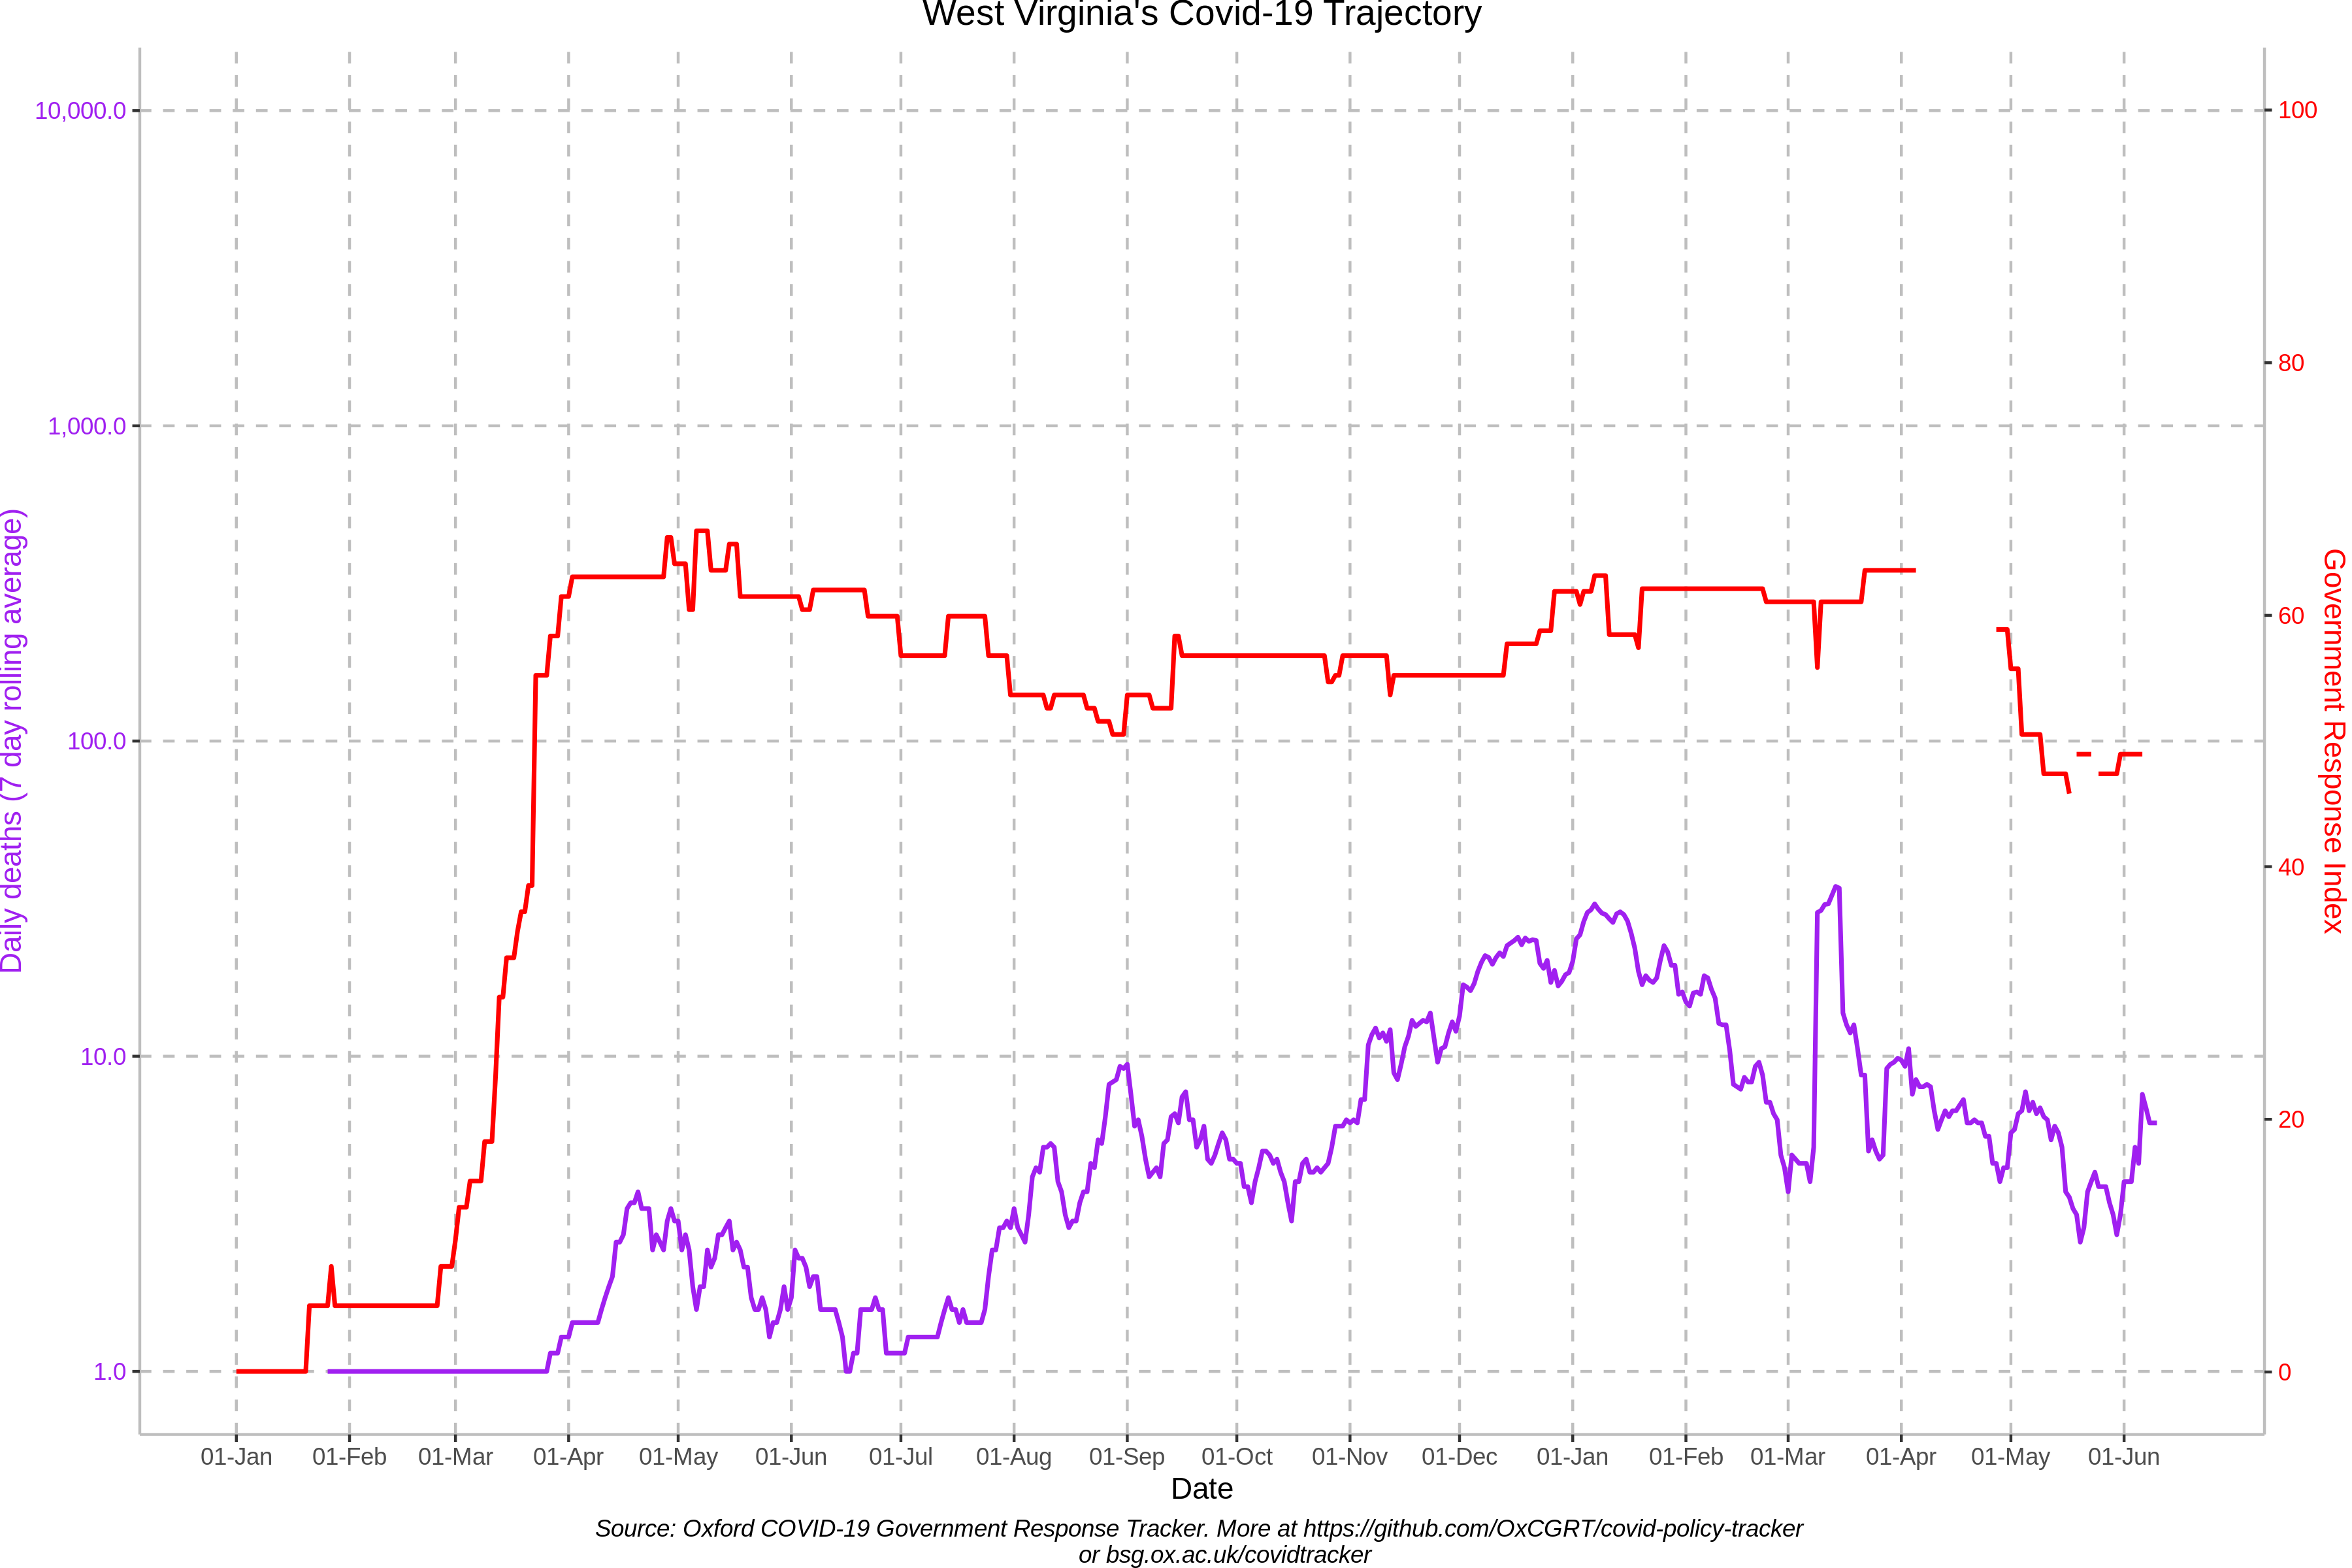 West Virginia's Covid-19 Trajectory
10,000.0
1,000.0
100.0
10.0
1.0
Daily deaths (7 day rolling average)
100
80
60
40
20
0
Government Response Index
01-Jan 01-Feb 01-Mar 01-Apr 01-May 01-Jun 01-Jul 01-Aug 01-Sep 01-Oct 01-Nov 01-Dec 01-Jan 01-Feb 01-Mar 01-Apr 01-May 01-Jun
Date
Source: Oxford COVID-19 Government Response Tracker. More at https://github.com/OxCGRT/covid-policy-tracker
or bsg.ox.ac.uk/covidtracker